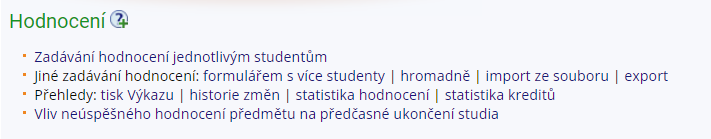 Hodnocení
Zadávání hodnocení jednotlivým studentům
Jiné zadávání hodnocení: formulářem s více studenty | hromadně | import ze souboru | export
Přehledy: tisk Výkazu | historie změn | statistika hodnocení | statistika kreditů
Vliv neúspěšného hodnocení předmětu na předčasné ukončení studia